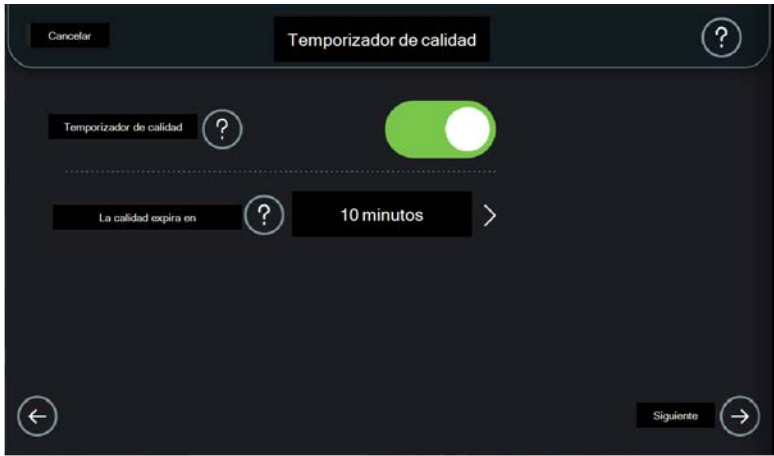 Cancelar
Temporizador de calidad
?
Temporizador de calidad
?
La calidad expira en
?
10 minutos
Siguiente